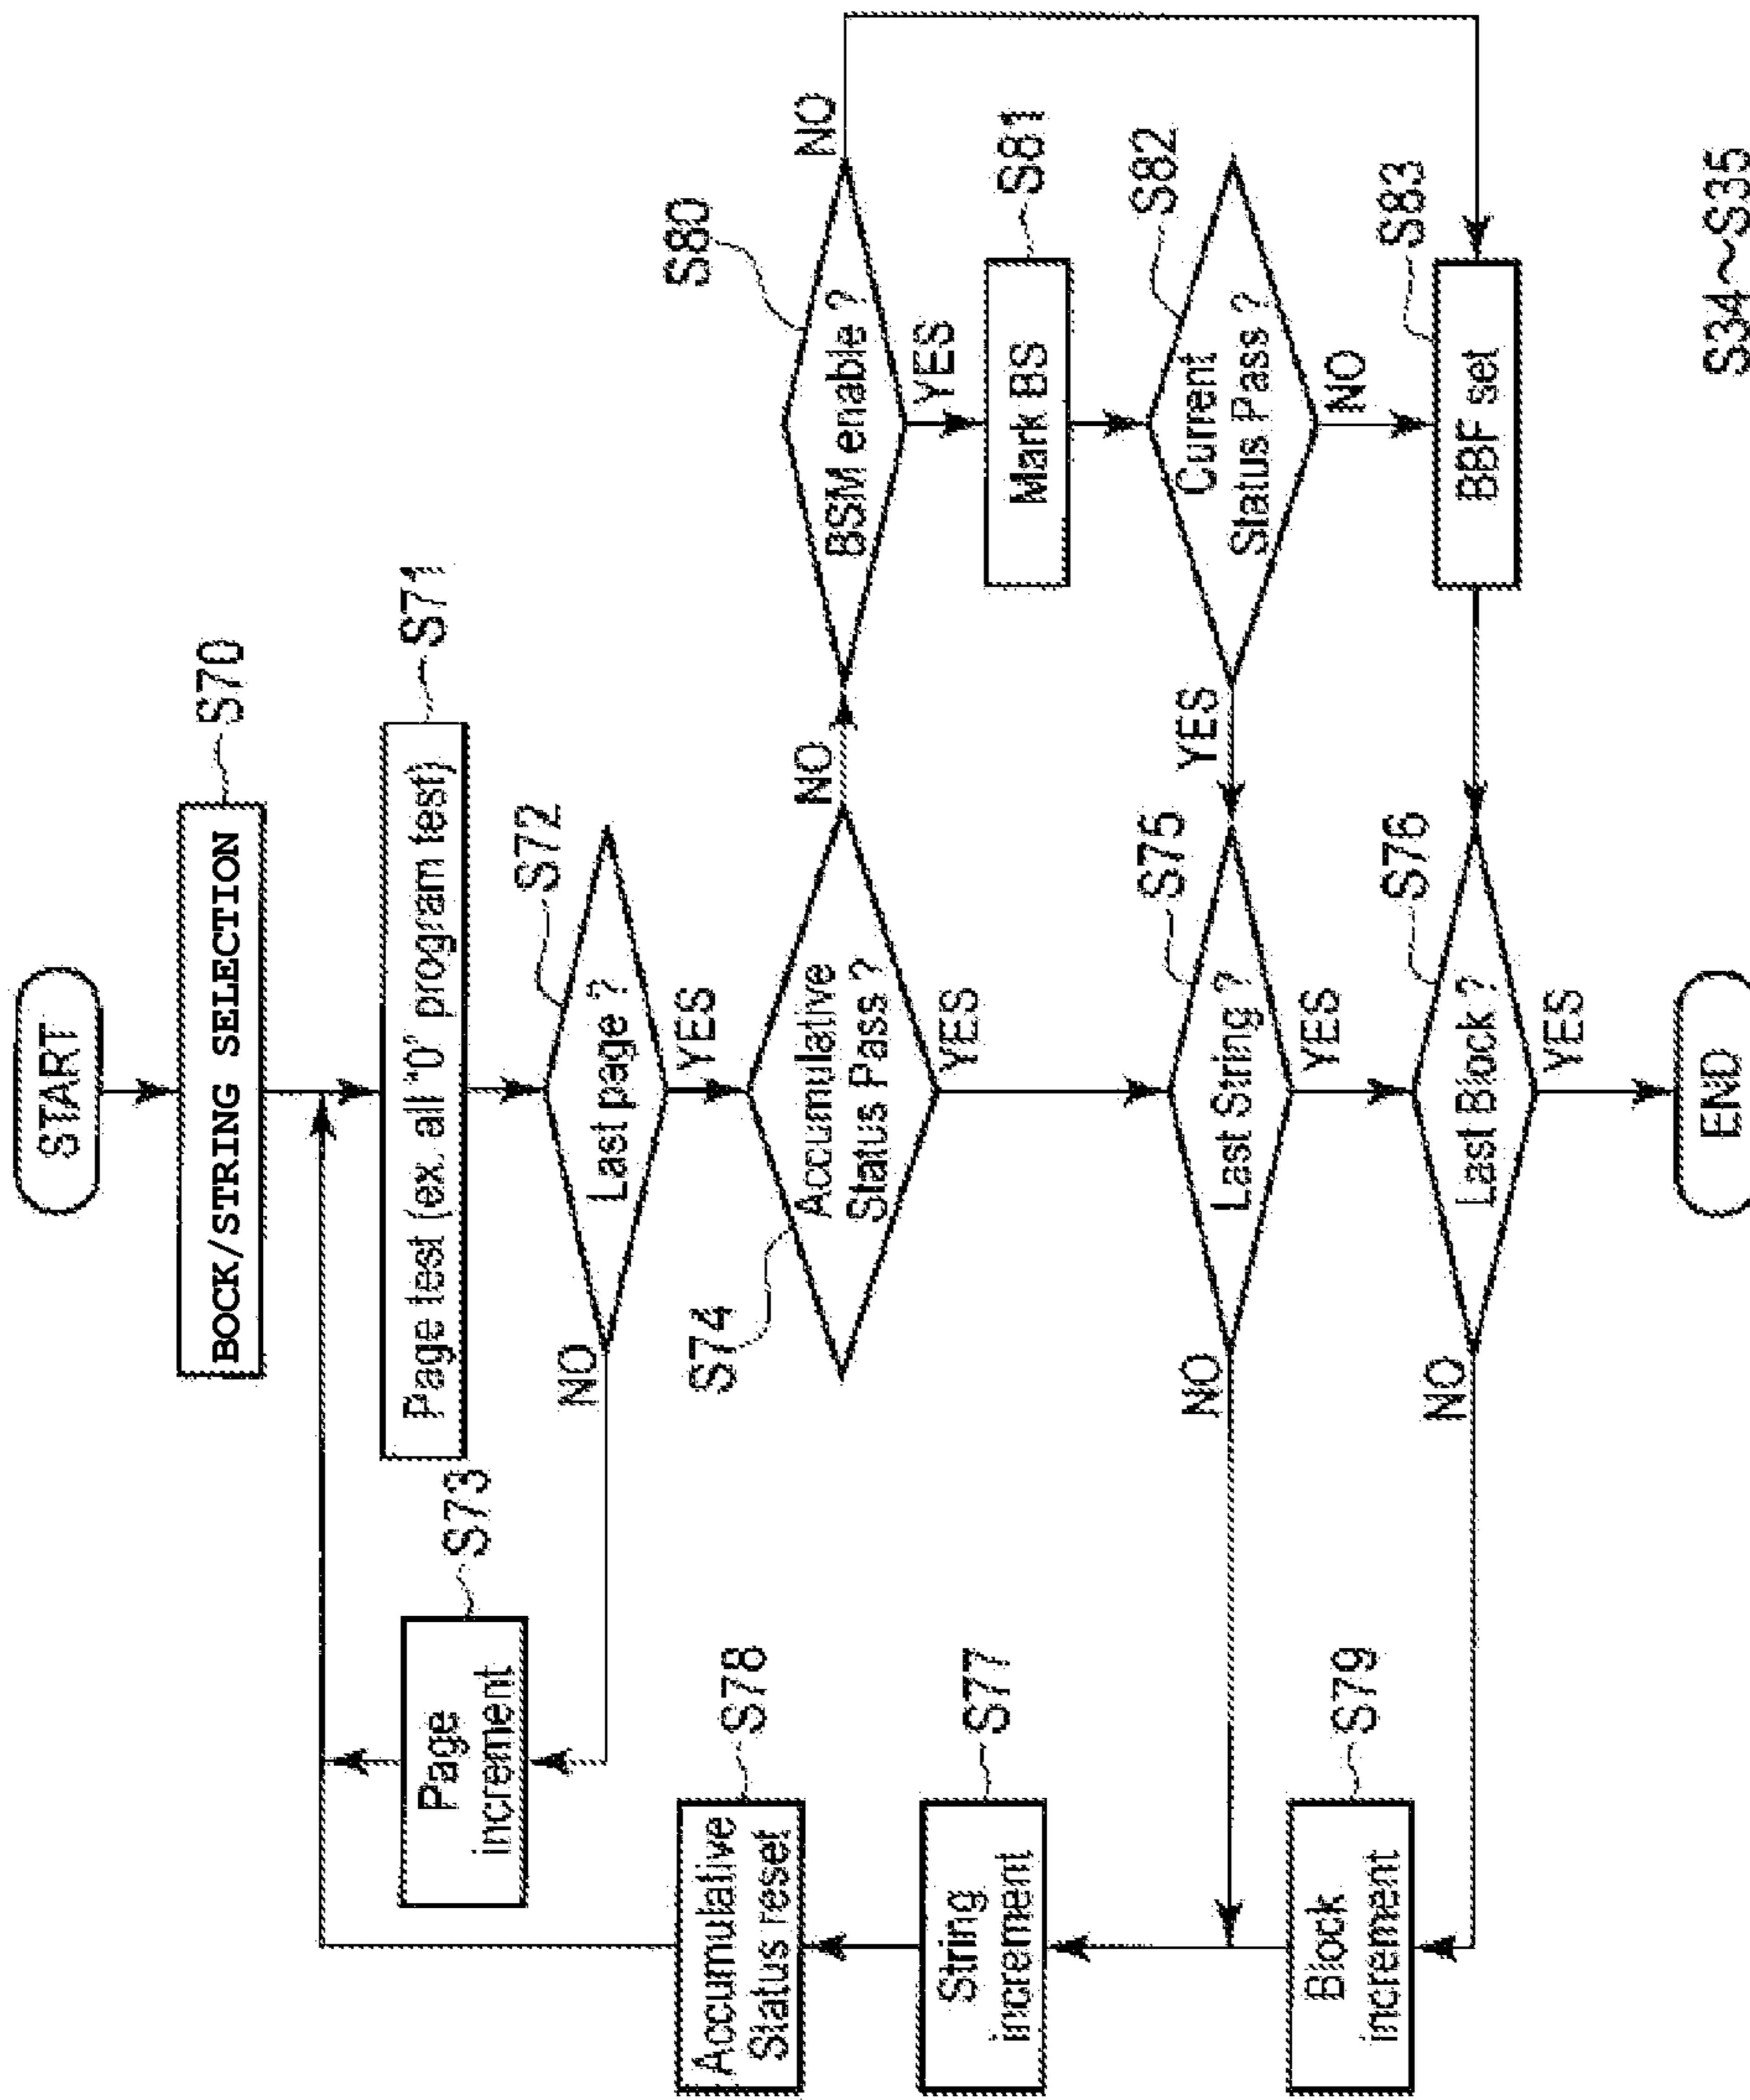 START
BOCK/STRING SELECTION
S70
Page test (ex. all "0" program test)
S71
Page
increment
S73
Last page ?
S72
NO
YES
Accumulative
Status Pass ?
S74
NO
YES
BSM enable ?
S80
NO
YES
Mark BS
S81
Current
Status Pass ?
S82
YES
NO
BBF set
S83
Accumulative
Status reset
S78
String
increment
S77
Last String ?
S75
NO
YES
Block
increment
S79
Last Block ?
S76
NO
YES
END
S34~S35